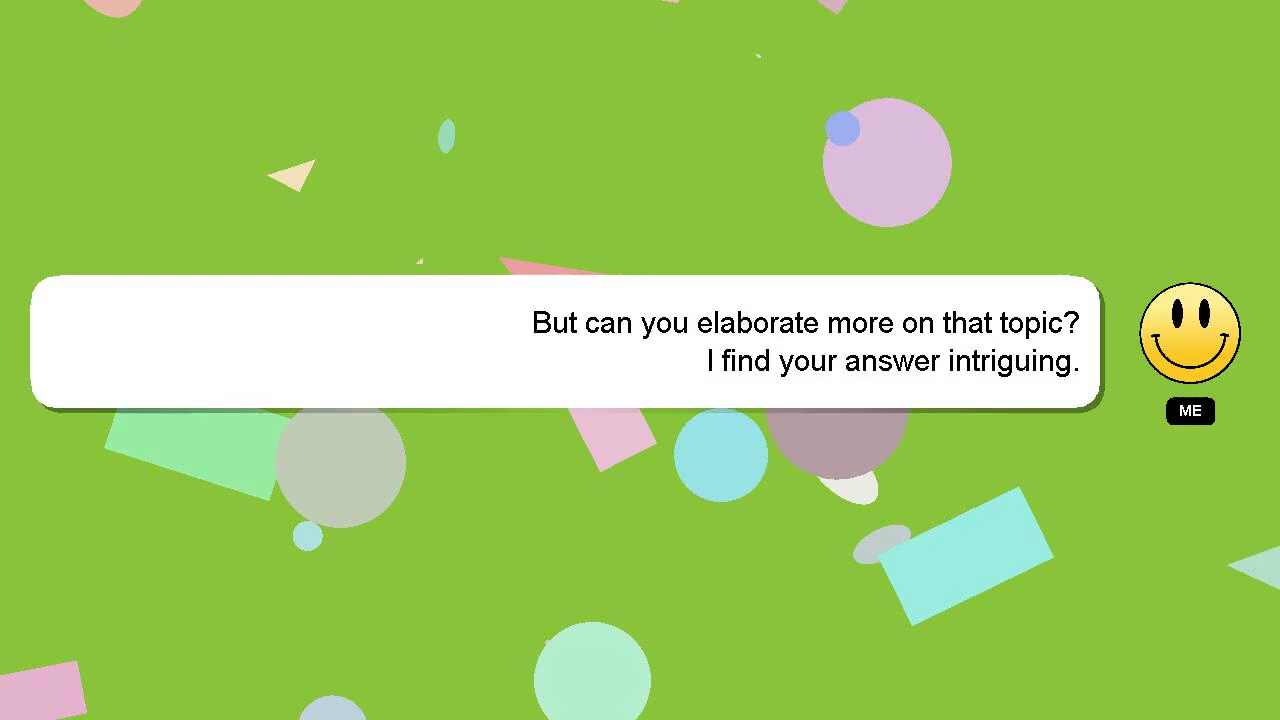 But can you elaborate more on that topic?
I find your answer intriguing.
ME